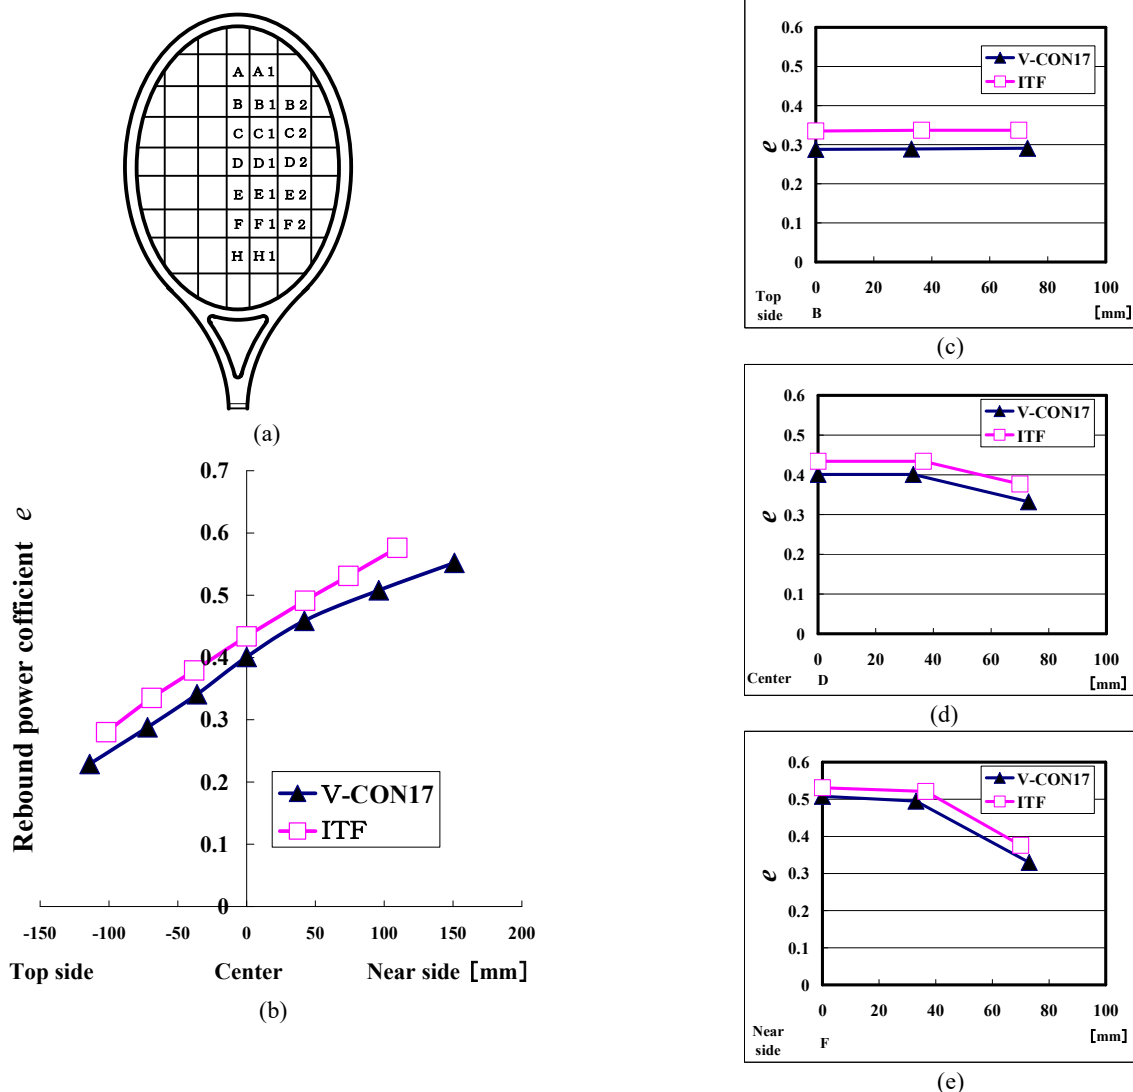 A A1
B B1 B2
C C1 C2
D D1 D2
E E1 E2
F F1 F2
H H1
(a)
Rebound power cofficient e
0.7
0.6
0.5
0.4
0.3
0.2
0.1
0
V-CON17
ITF
-150 -100 -50 0 50 100 150 200
Top side Center Near side [mm]
(b)
e
0.6
0.5
0.4
0.3
0.2
0.1
0
V-CON17
ITF
0 20 40 60 80 100
Top side B [mm]
(c)
e
0.6
0.5
0.4
0.3
0.2
0.1
0
V-CON17
ITF
0 20 40 60 80 100
Center D [mm]
(d)
e
0.6
0.5
0.4
0.3
0.2
0.1
0
V-CON17
ITF
0 20 40 60 80 100
Near side F [mm]
(e)